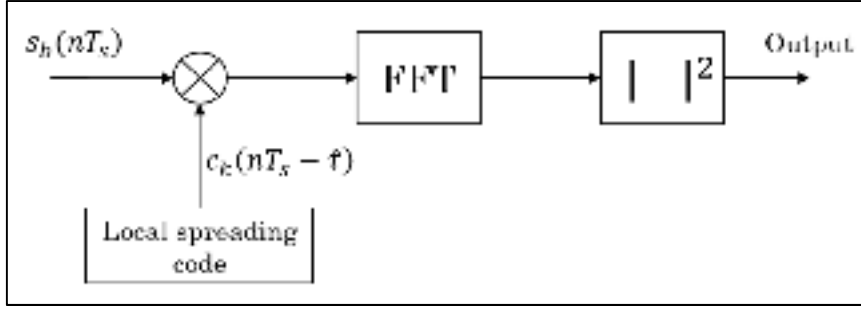 s_h(nT_s)
Output
FFT
| |²
c_k(nT_s − τ̂)
Local spreading
code